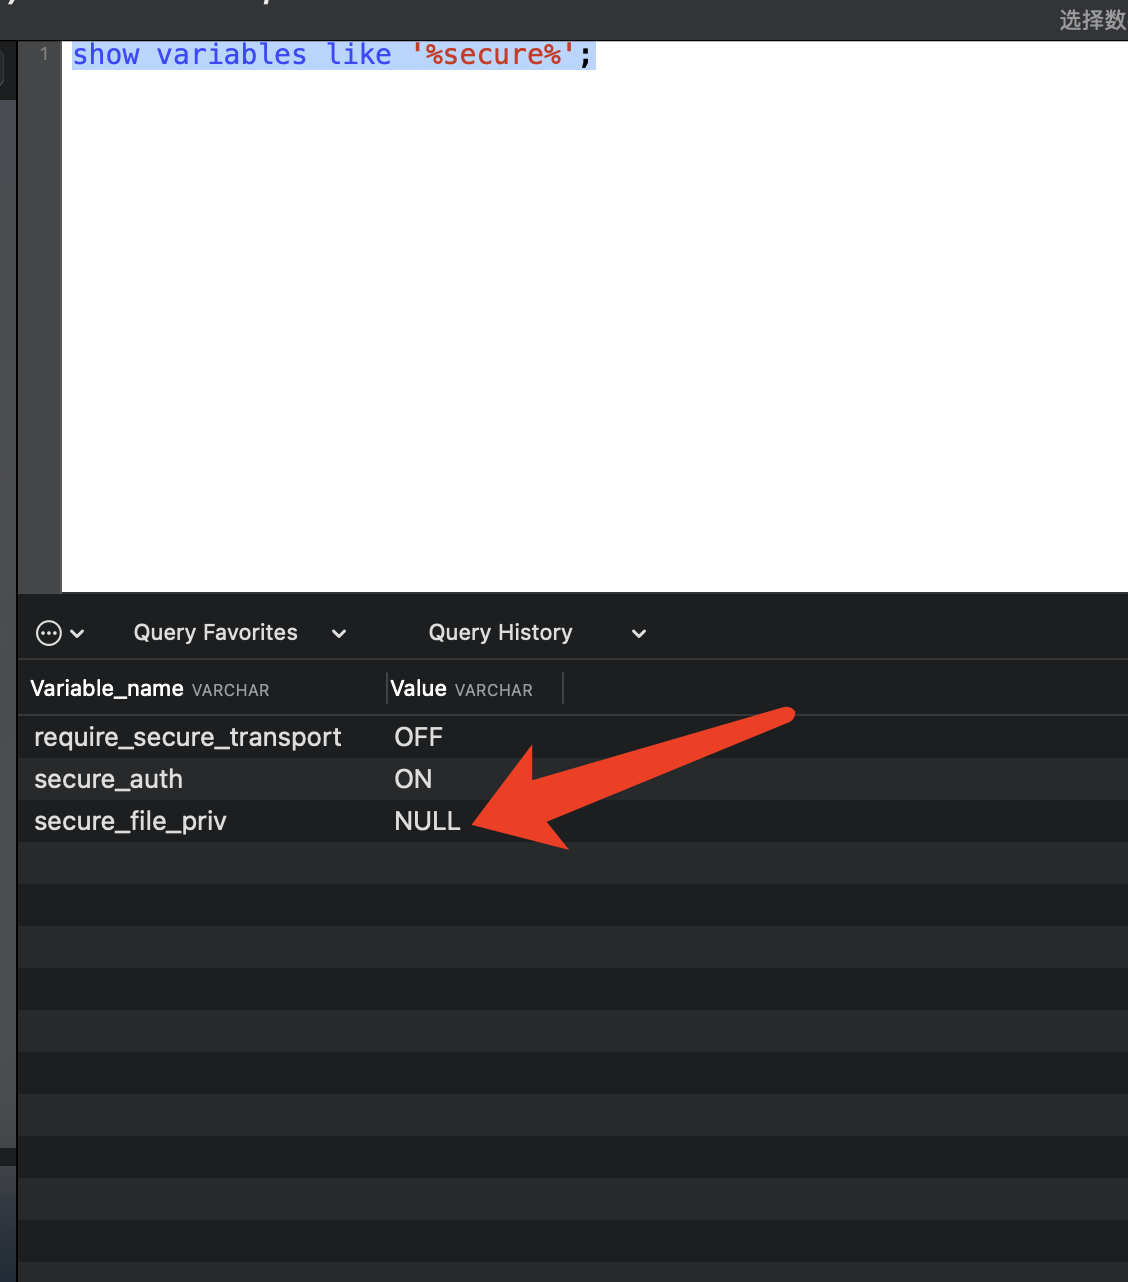 选择数
1
show variables like '%secure%';
Query Favorites Query History
Variable_name VARCHAR Value VARCHAR
require_secure_transport OFF
secure_auth ON
secure_file_priv NULL